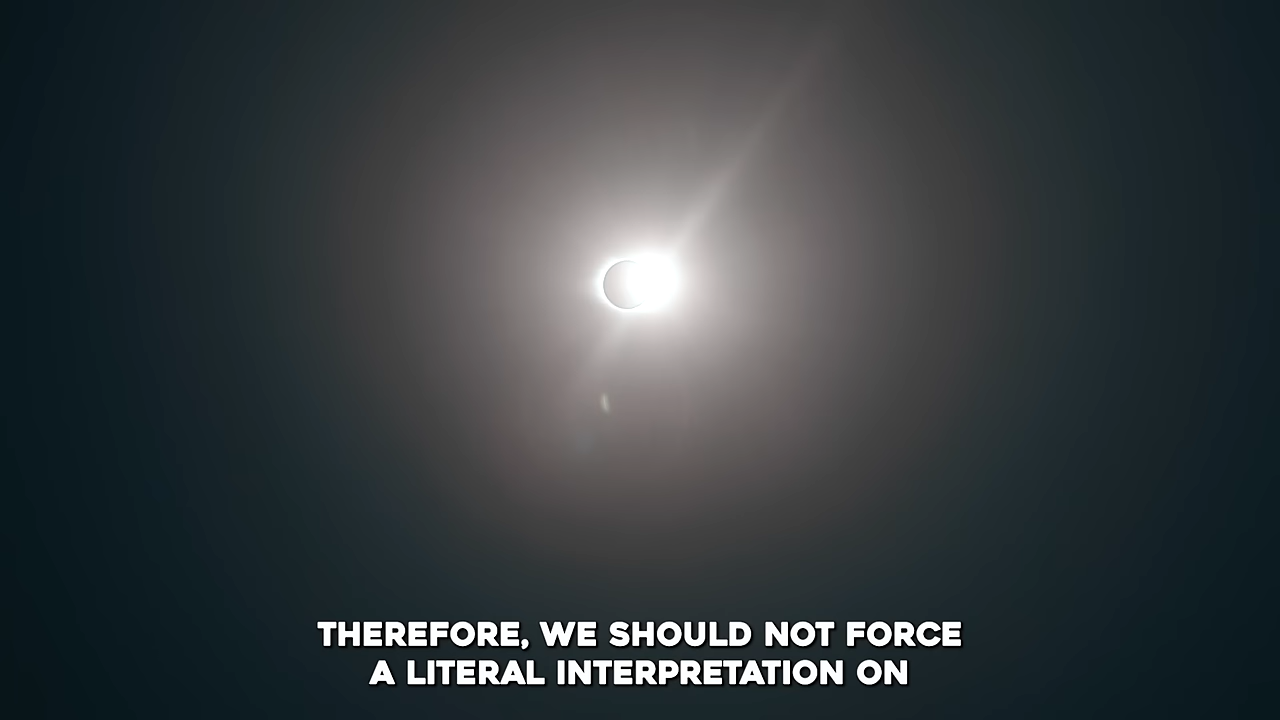 THEREFORE, WE SHOULD NOT FORCE
A LITERAL INTERPRETATION ON